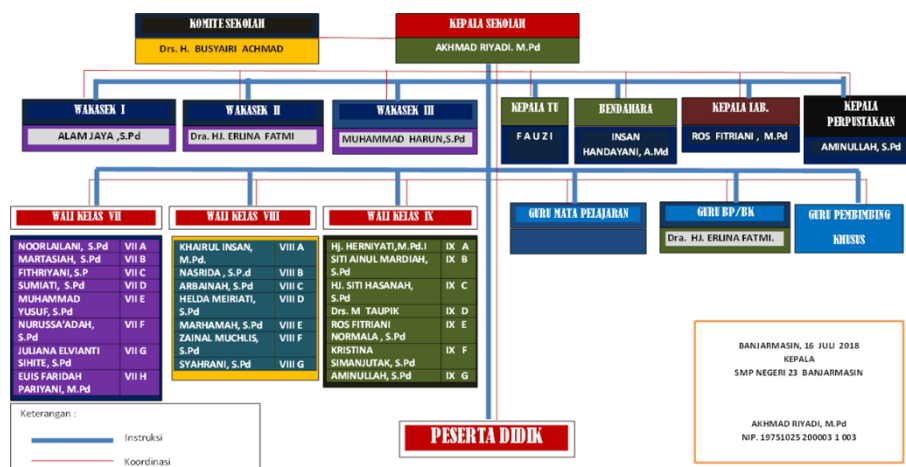 KOMITE SEKOLAH
Drs. H. BUSYAIRI ACHMAD
KEPALA SEKOLAH
AKHMAD RIYADI. M.Pd
WAKASEK I
ALAM JAYA ,S.Pd
WAKASEK II
Dra. HJ. ERLINA FATMI
WAKASEK III
MUHAMMAD HARUN,S.Pd
KEPALA TU
F A U Z I
BENDAHARA
INSAN
HANDAYANI, A.Md
KEPALA LAB.
ROS FITRIANI , M.Pd
KEPALA
PERPUSTAKAAN
AMINULLAH, S.Pd
WALI KELAS VII
NOORLAILANI, S.Pd VII A
MARTASIAH, S.Pd VII B
FITHRIYANI, S.P VII C
SUMIATI, S.Pd VII D
MUHAMMAD VII E
YUSUF, S.Pd
NURUSSA'ADAH, VII F
S.Pd
JULIANA ELVIANTI VII G
SIHITE, S.Pd
EUIS FARIDAH VII H
PARIYANI, M.Pd
WALI KELAS VIII
KHAIRUL INSAN, VIII A
M.Pd.
NASRIDA , S.P.d VIII B
ARBAINAH, S.Pd VIII C
HELDA MEIRIATI, VIII D
S.Pd
MARHAMAH, S.Pd VIII E
ZAINAL MUCHLIS, VIII F
S.Pd
SYAHRANI, S.Pd VIII G
WALI KELAS IX
Hj. HERNIYATI,M.Pd.I IX A
SITI AINUL MARDIAH, IX B
S.Pd
HJ. SITI HASANAH, IX C
S.Pd
Drs. M TAUPIK IX D
ROS FITRIANI IX E
NORMALA , S.Pd
KRISTINA IX F
SIMANJUTAK, S.Pd
AMINULLAH, S.Pd IX G
GURU MATA PELAJARAN
GURU BP/BK
Dra. HJ. ERLINA FATMI.
GURU PEMBIMBING
KHUSUS
PESERTA DIDIK
Keterangan :
Instruksi
Koordinasi
BANJARMASIN, 16 JULI 2018
KEPALA
SMP NEGERI 23 BANJARMASIN
AKHMAD RIYADI, M.Pd
NIP. 19751025 200003 1 003